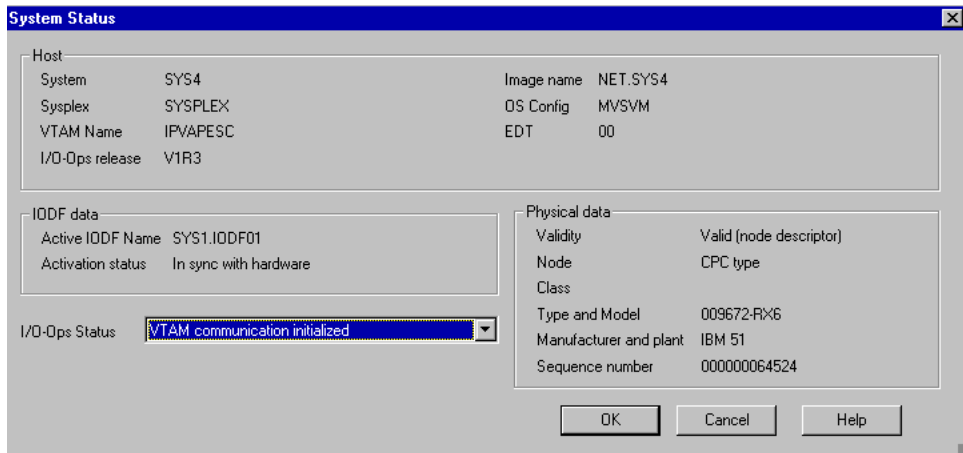 System Status
Host
System SYS4 Image name NET.SYS4
Sysplex SYSPLEX OS Config MVSVM
VTAM Name IPVAPESC EDT 00
I/O-Ops release V1R3
IODF data
Active IODF Name SYS1.IODF01
Activation status In sync with hardware
I/O-Ops Status VTAM communication initialized
Physical data
Validity Valid (node descriptor)
Node CPC type
Class
Type and Model 009672-RX6
Manufacturer and plant IBM 51
Sequence number 000000064524
OK Cancel Help